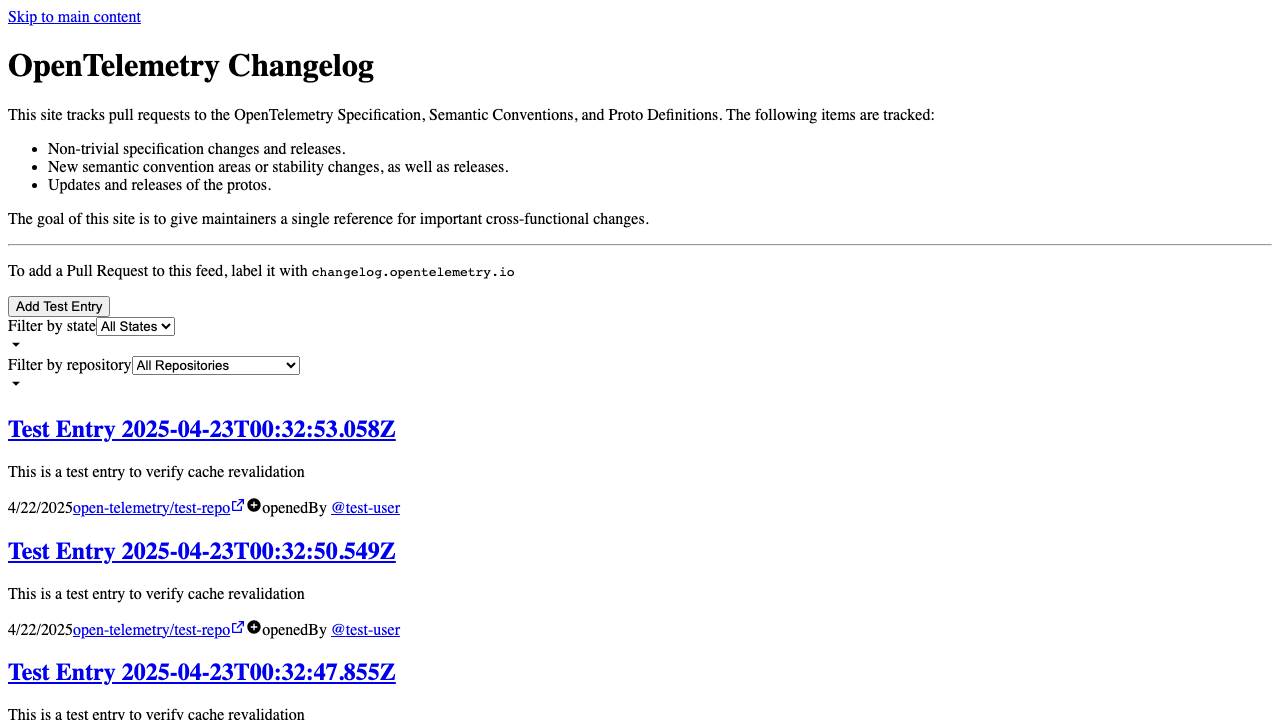 Skip to main content
OpenTelemetry Changelog
This site tracks pull requests to the OpenTelemetry Specification, Semantic Conventions, and Proto Definitions. The following items are tracked:
Non-trivial specification changes and releases.
New semantic convention areas or stability changes, as well as releases.
Updates and releases of the protos.
The goal of this site is to give maintainers a single reference for important cross-functional changes.
To add a Pull Request to this feed, label it with changelog.opentelemetry.io
Add Test Entry
Filter by state All States
Filter by repository All Repositories
Test Entry 2025-04-23T00:32:53.058Z
This is a test entry to verify cache revalidation
4/22/2025open-telemetry/test-repo openedBy @test-user
Test Entry 2025-04-23T00:32:50.549Z
This is a test entry to verify cache revalidation
4/22/2025open-telemetry/test-repo openedBy @test-user
Test Entry 2025-04-23T00:32:47.855Z
This is a test entry to verify cache revalidation